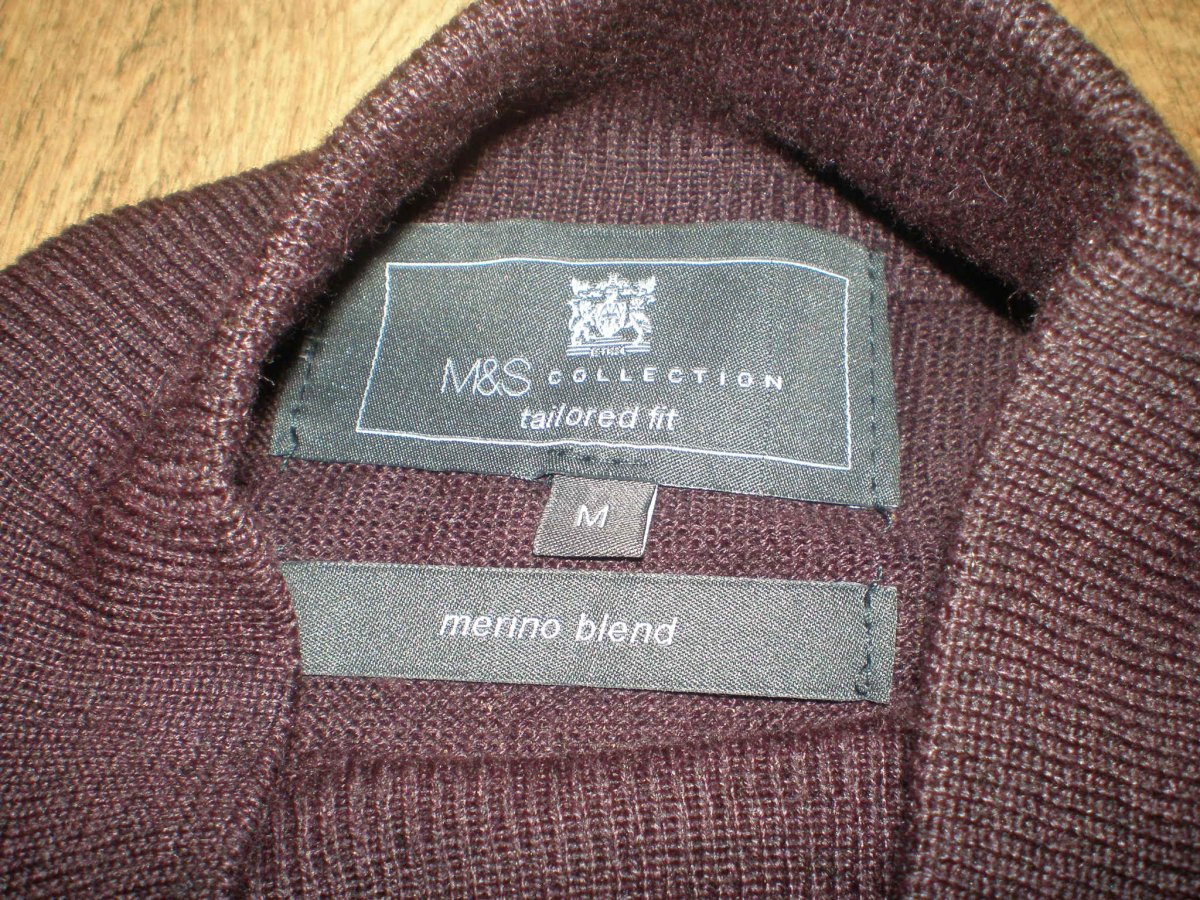 M&S COLLECTION
tailored fit
M
merino blend